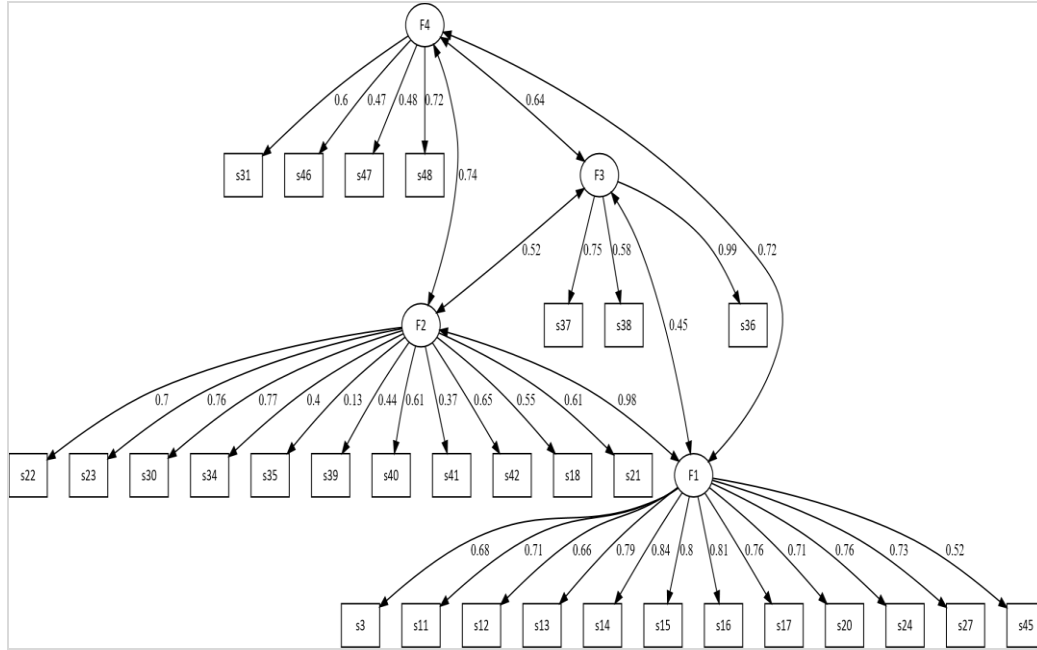 F4
0.6 0.47 0.48 0.72 0.64
s31 s46 s47 s48 0.74 F3
0.52 0.75 0.58 0.99 0.72
s37 s38 s36
F2 0.45
0.7 0.76 0.77 0.4 0.13 0.44 0.61 0.37 0.65 0.55 0.61 0.98
s22 s23 s30 s34 s35 s39 s40 s41 s42 s18 s21 F1
0.68 0.71 0.66 0.79 0.84 0.8 0.81 0.76 0.71 0.76 0.73 0.52
s3 s11 s12 s13 s14 s15 s16 s17 s20 s24 s27 s45